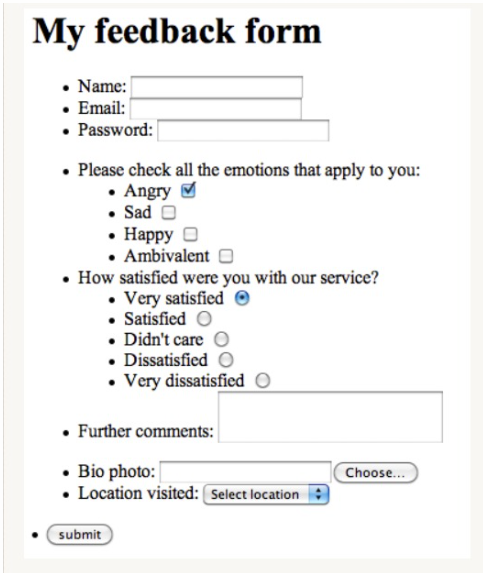 My feedback form
Name:
Email:
Password:
Please check all the emotions that apply to you:
Angry
Sad
Happy
Ambivalent
How satisfied were you with our service?
Very satisfied
Satisfied
Didn't care
Dissatisfied
Very dissatisfied
Further comments:
Bio photo: Choose...
Location visited: Select location
submit